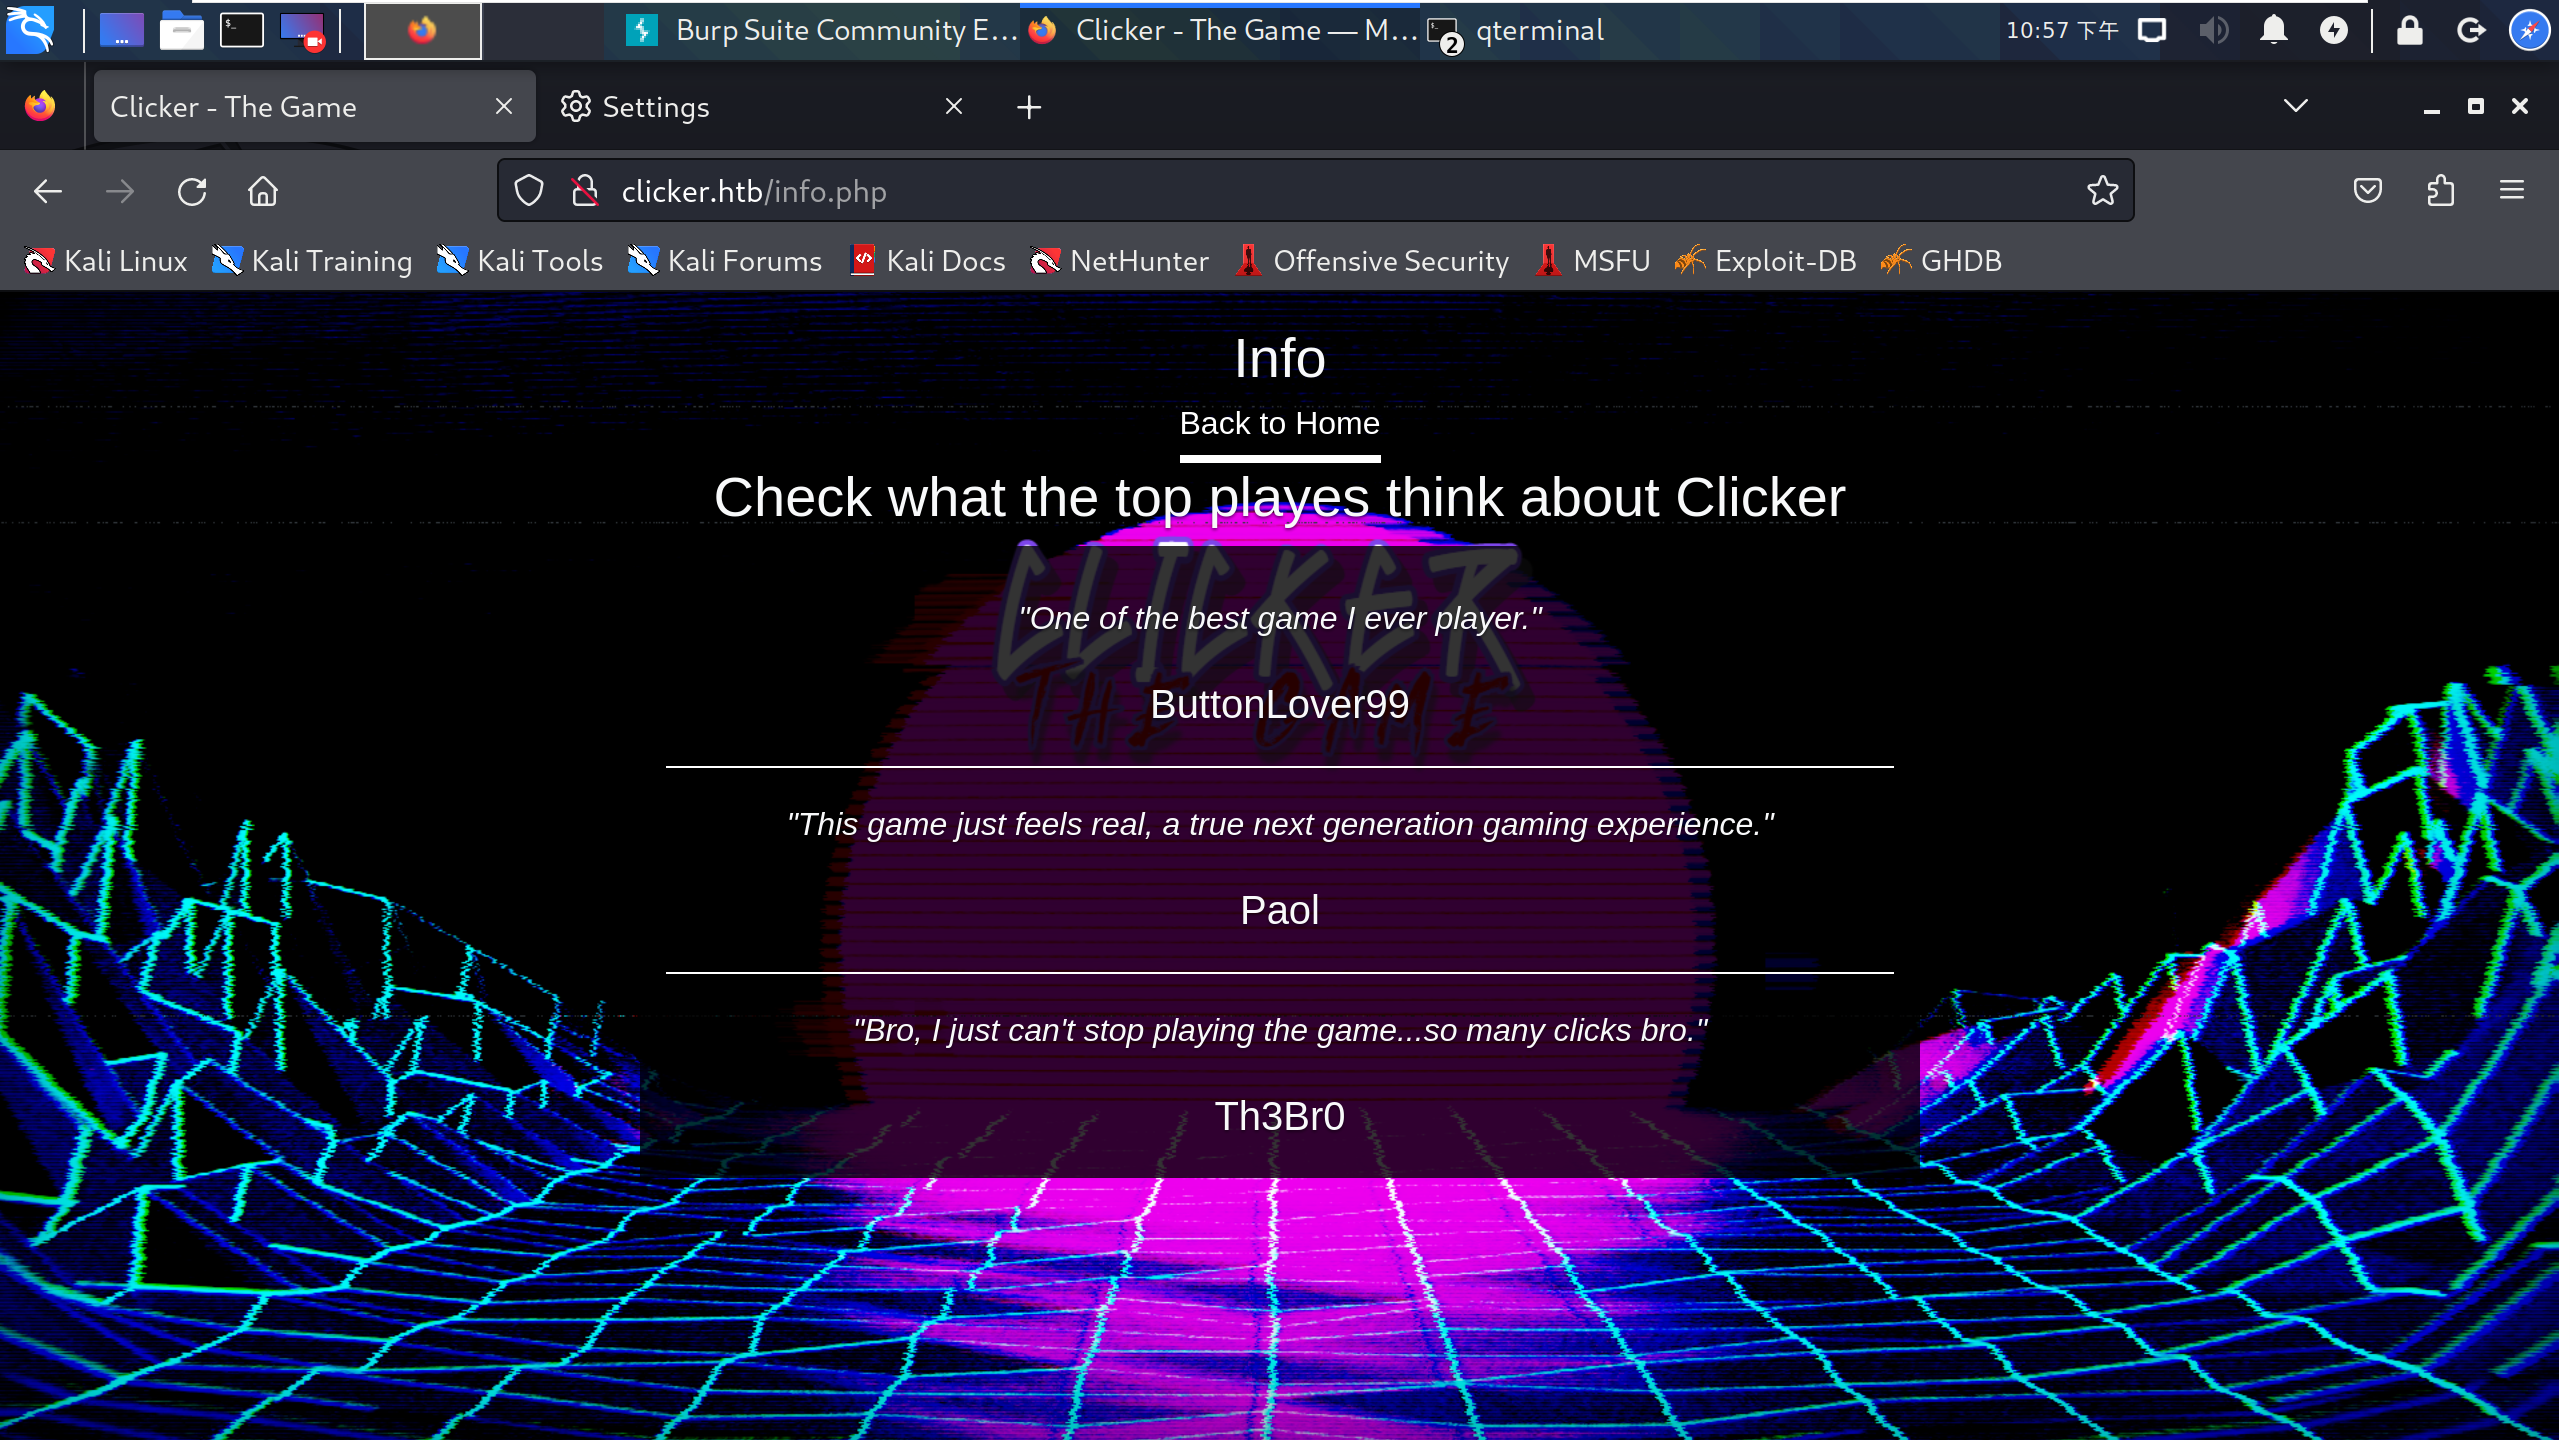 Burp Suite Community E...
Clicker - The Game — M...
2
qterminal
10:57 下午
Clicker - The Game
Settings
clicker.htb/info.php
Kali Linux
Kali Training
Kali Tools
Kali Forums
Kali Docs
NetHunter
Offensive Security
MSFU
Exploit-DB
GHDB
Info
Back to Home
Check what the top playes think about Clicker
CLICKER
THE GAME
"One of the best game I ever player."
ButtonLover99
"This game just feels real, a true next generation gaming experience."
Paol
"Bro, I just can't stop playing the game...so many clicks bro."
Th3Br0